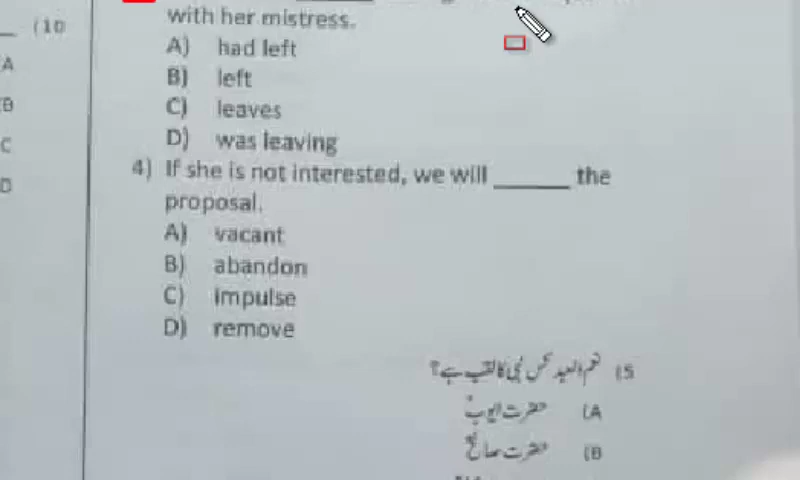 with her mistress.
A) had left
B) left
C) leaves
D) was leaving
4) If she is not interested, we will ______ the
proposal.
A) vacant
B) abandon
C) impulse
D) remove
5) نعم العبد کس نبی کا لقب ہے؟
A) حضرت ایوبؑ
B) حضرت صالحؑ
(10
A
B
C
D